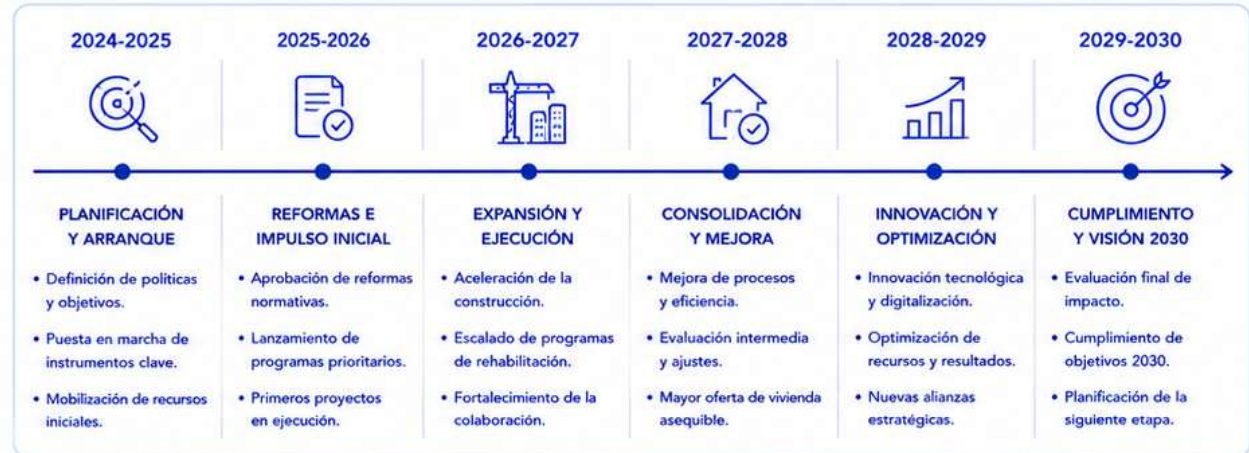 2024-2025
2025-2026
2026-2027
2027-2028
2028-2029
2029-2030
PLANIFICACIÓN
Y ARRANQUE
• Definición de políticas
y objetivos.
• Puesta en marcha de
instrumentos clave.
• Mobilización de recursos
iniciales.
REFORMAS E
IMPULSO INICIAL
• Aprobación de reformas
normativas.
• Lanzamiento de
programas prioritarios.
• Primeros proyectos
en ejecución.
EXPANSIÓN Y
EJECUCIÓN
• Aceleración de la
construcción.
• Escalado de programas
de rehabilitación.
• Fortalecimiento de la
colaboración.
CONSOLIDACIÓN
Y MEJORA
• Mejora de procesos
y eficiencia.
• Evaluación intermedia
y ajustes.
• Mayor oferta de vivienda
asequible.
INNOVACIÓN Y
OPTIMIZACIÓN
• Innovación tecnológica
y digitalización.
• Optimización de
recursos y resultados.
• Nuevas alianzas
estratégicas.
CUMPLIMIENTO
Y VISIÓN 2030
• Evaluación final de
impacto.
• Cumplimiento de
objetivos 2030.
• Planificación de la
siguiente etapa.